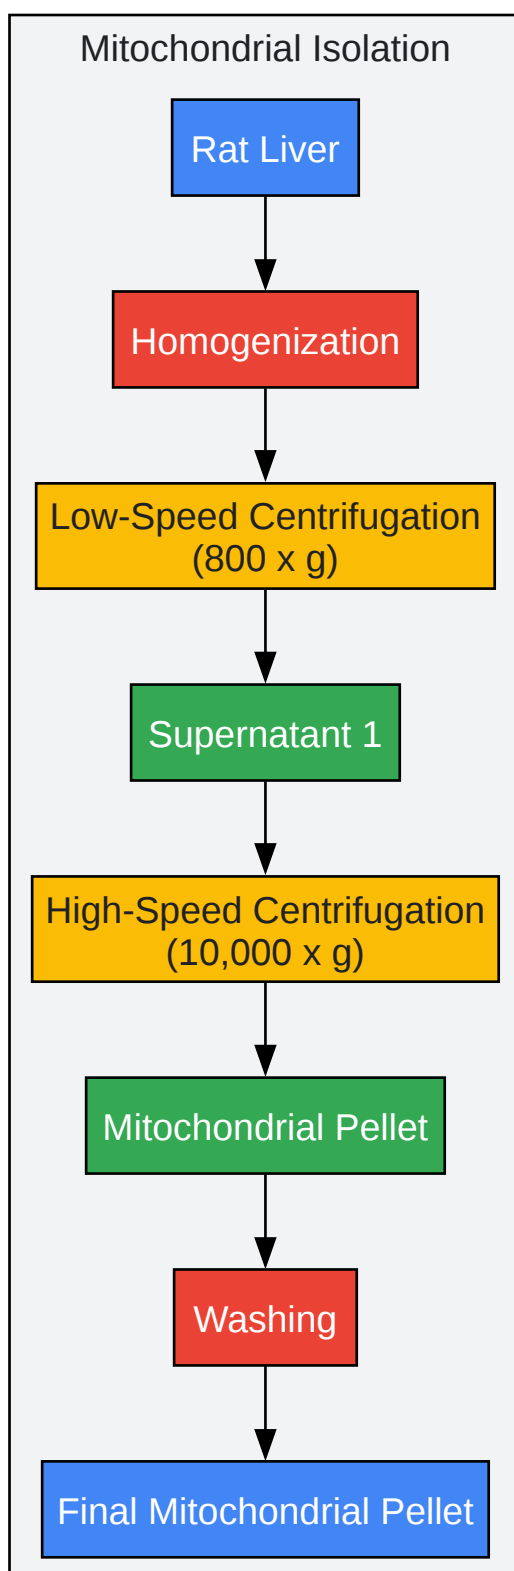 Mitochondrial Isolation
Rat Liver
Homogenization
Low-Speed Centrifugation
(800 x g)
Supernatant 1
High-Speed Centrifugation
(10,000 x g)
Mitochondrial Pellet
Washing
Final Mitochondrial Pellet